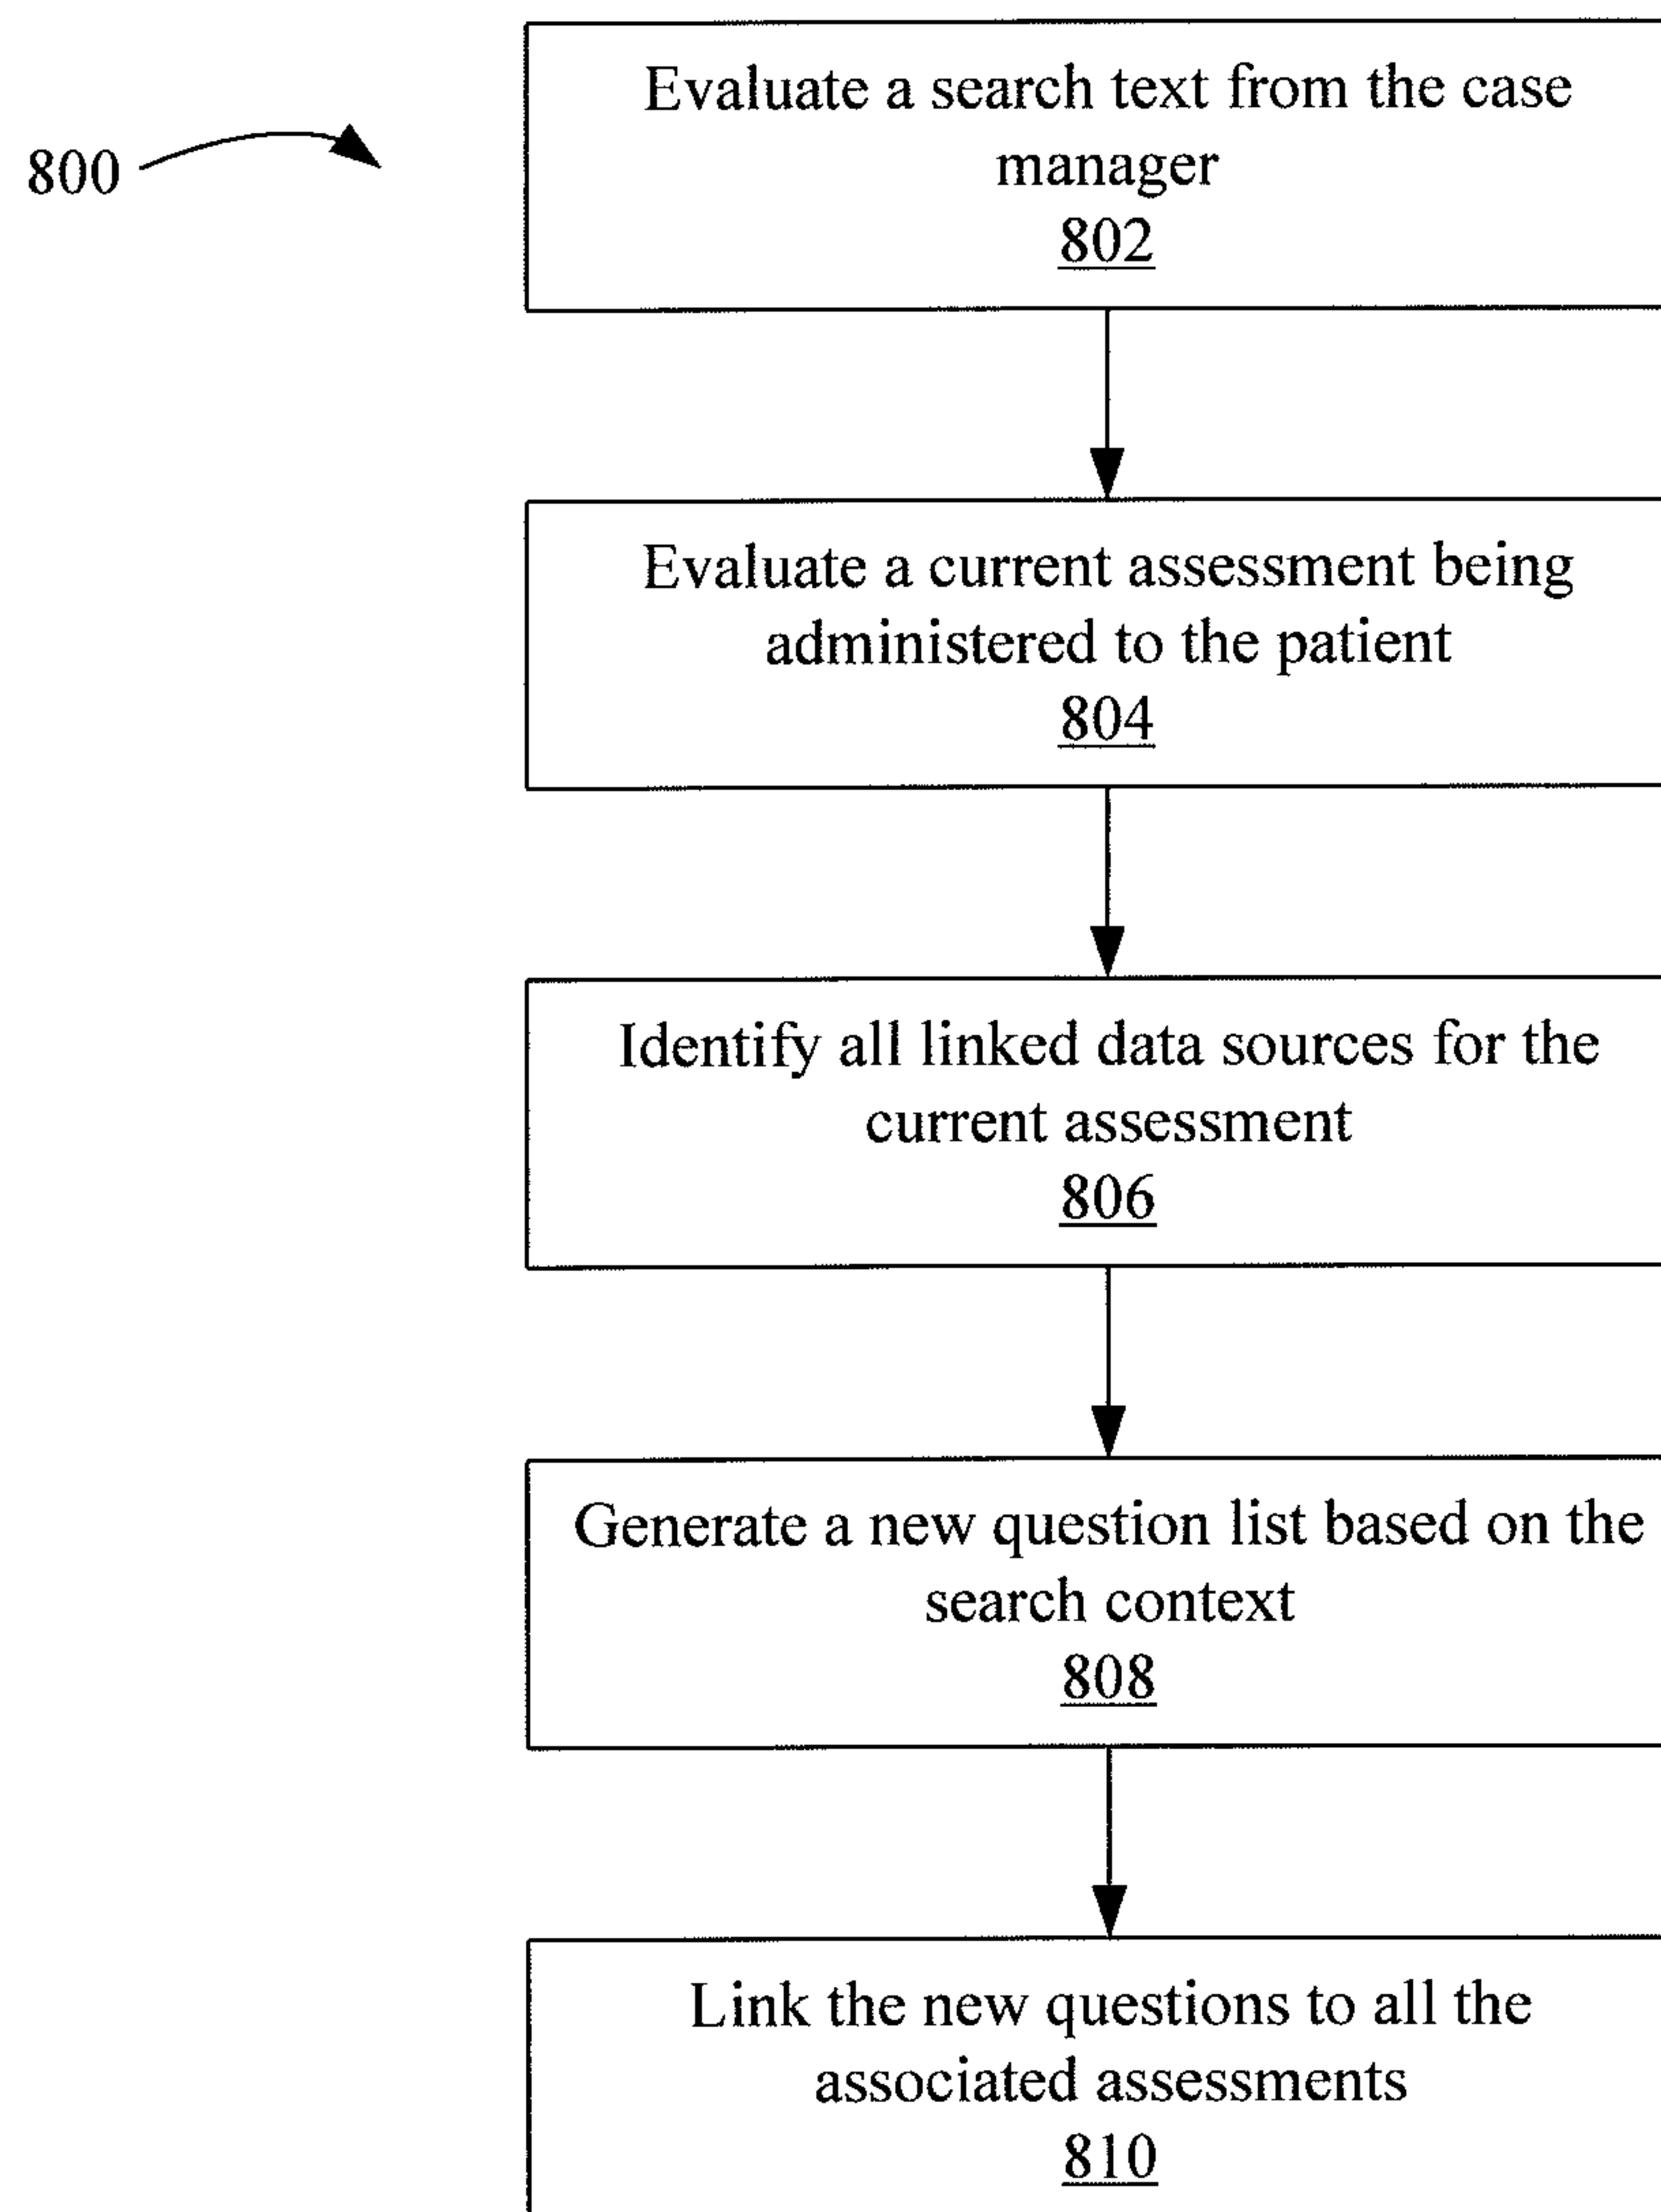 Evaluate a search text from the case
manager
802
800
Evaluate a current assessment being
administered to the patient
804
Identify all linked data sources for the
current assessment
806
Generate a new question list based on the
search context
808
Link the new questions to all the
associated assessments
810